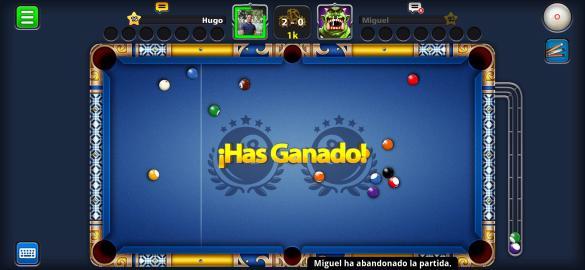 Hugo
2 - 0
Miguel
1k
¡Has Ganado!
Miguel ha abandonado la partida.